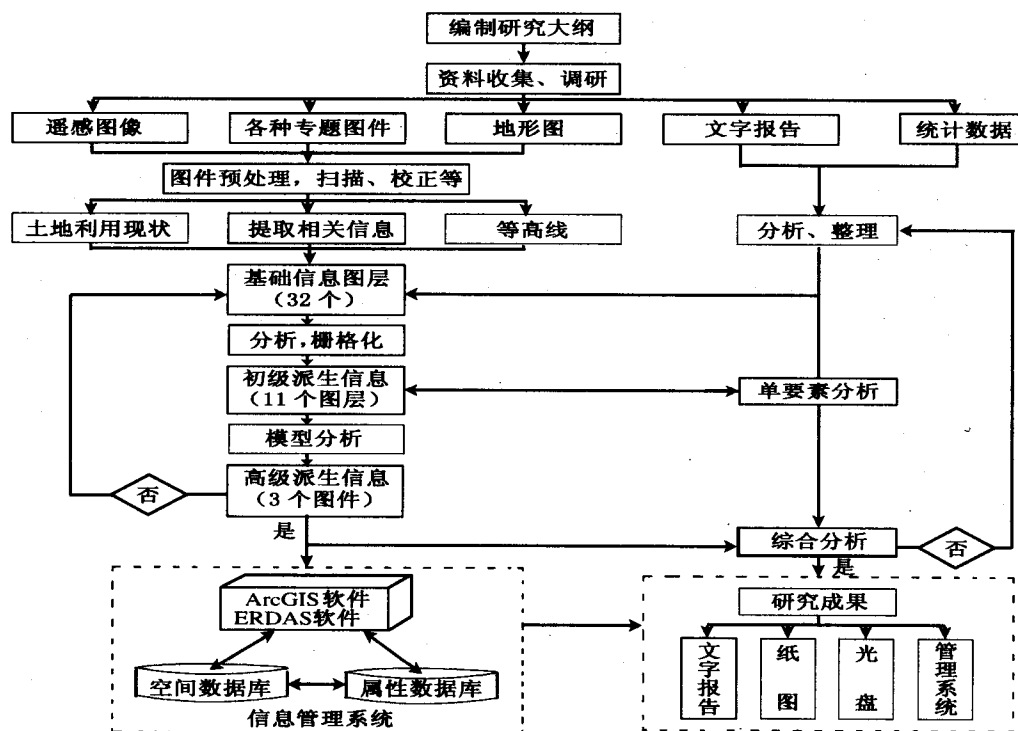 编制研究大纲
资料收集、调研
遥感图像
各种专题图件
地形图
文字报告
统计数据
图件预处理，扫描、校正等
土地利用现状
提取相关信息
等高线
分析、整理
基础信息图层
（32 个）
分析，栅格化
初级派生信息
（11 个图层）
单要素分析
模型分析
高级派生信息
（3 个图件）
否
是
综合分析
否
是
ArcGIS软件
ERDAS软件
空间数据库
属性数据库
信息管理系统
研究成果
文字报告
纸图
光盘
管理系统